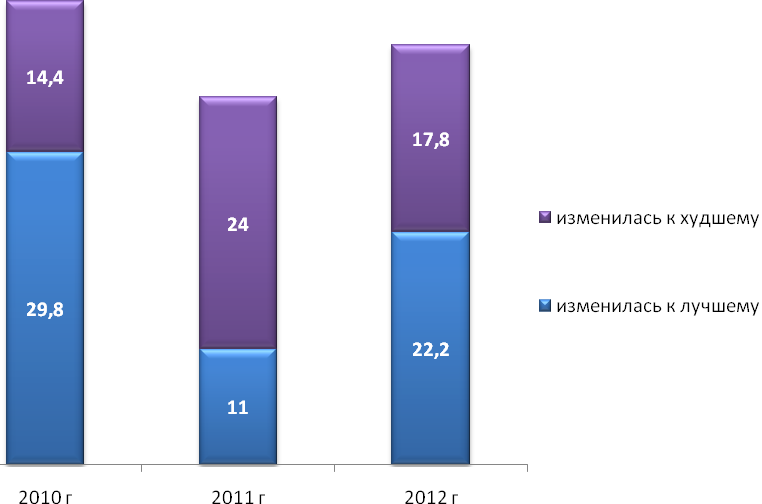 14,4
24
17,8
29,8
11
22,2
2010 г
2011 г
2012 г
изменилась к худшему
изменилась к лучшему